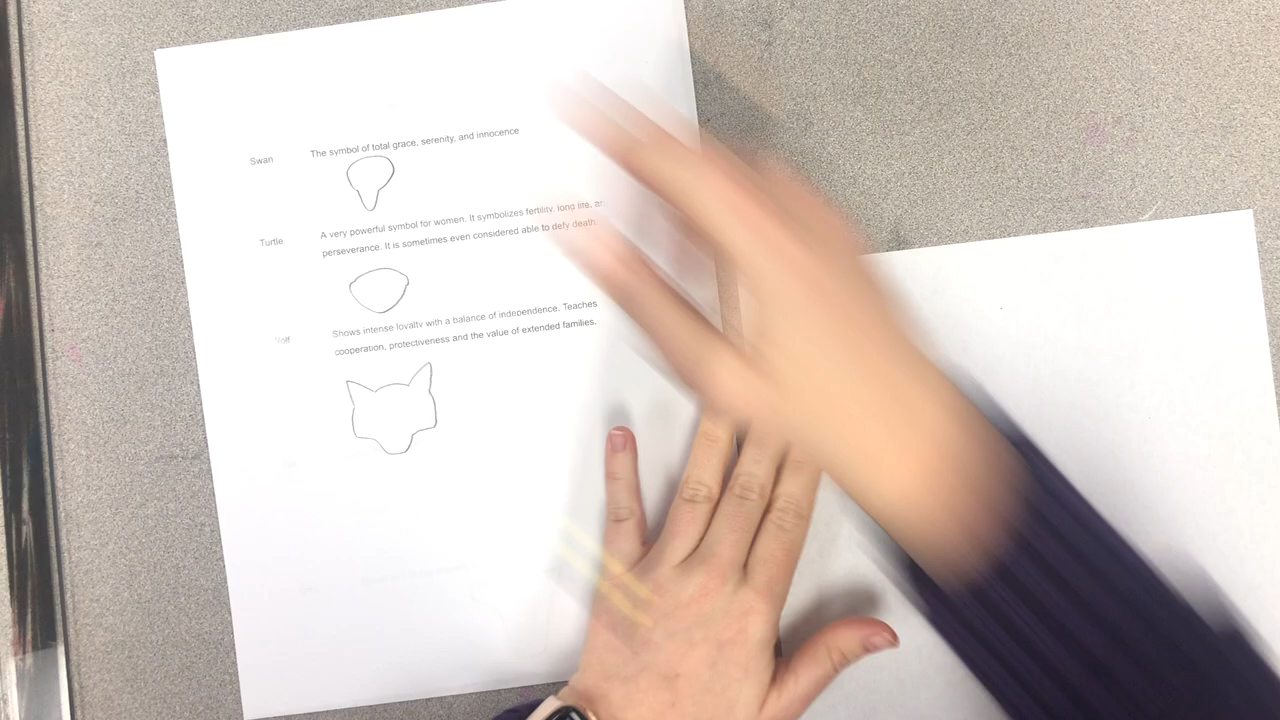 Swan The symbol of total grace, serenity, and innocence
Turtle A very powerful symbol for women. It symbolizes fertility, long life,
perseverance. It is sometimes even considered able to defy death.
Shows intense loyalty with a balance of independence. Teaches
cooperation, protectiveness and the value of extended families.